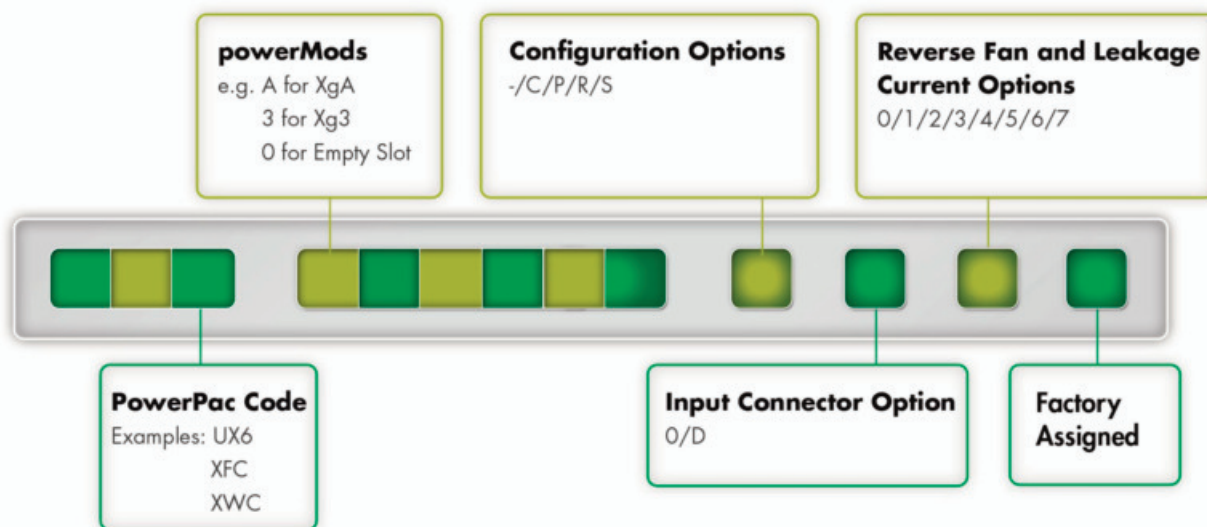 powerMods
e.g. A for XgA
3 for Xg3
0 for Empty Slot
Configuration Options
-/C/P/R/S
Reverse Fan and Leakage
Current Options
0/1/2/3/4/5/6/7
PowerPac Code
Examples: UX6
XFC
XWC
Input Connector Option
0/D
Factory
Assigned